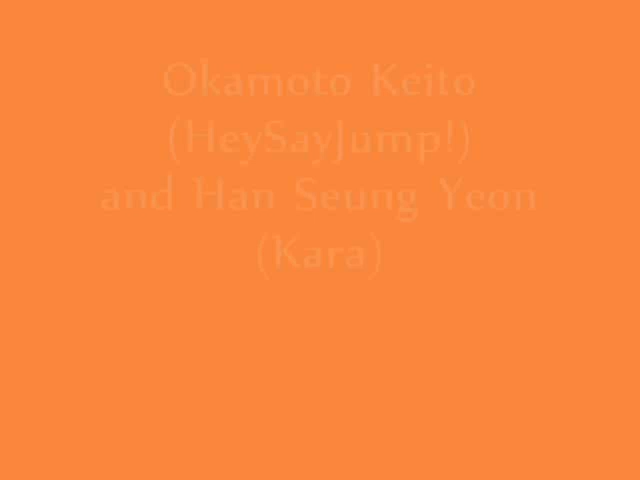 Okamoto Keito
(HeySayJump!)
and Han Seung Yeon
(Kara)